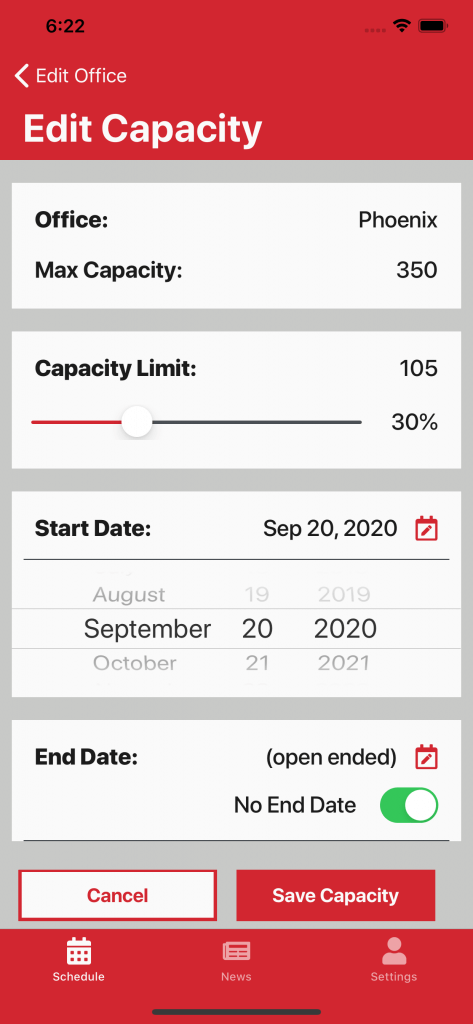 6:22
Edit Office
Edit Capacity
Office: Phoenix
Max Capacity: 350
Capacity Limit: 105
30%
Start Date: Sep 20, 2020
August 19 2019
September 20 2020
October 21 2021
End Date: (open ended)
No End Date
Cancel Save Capacity
Schedule News Settings